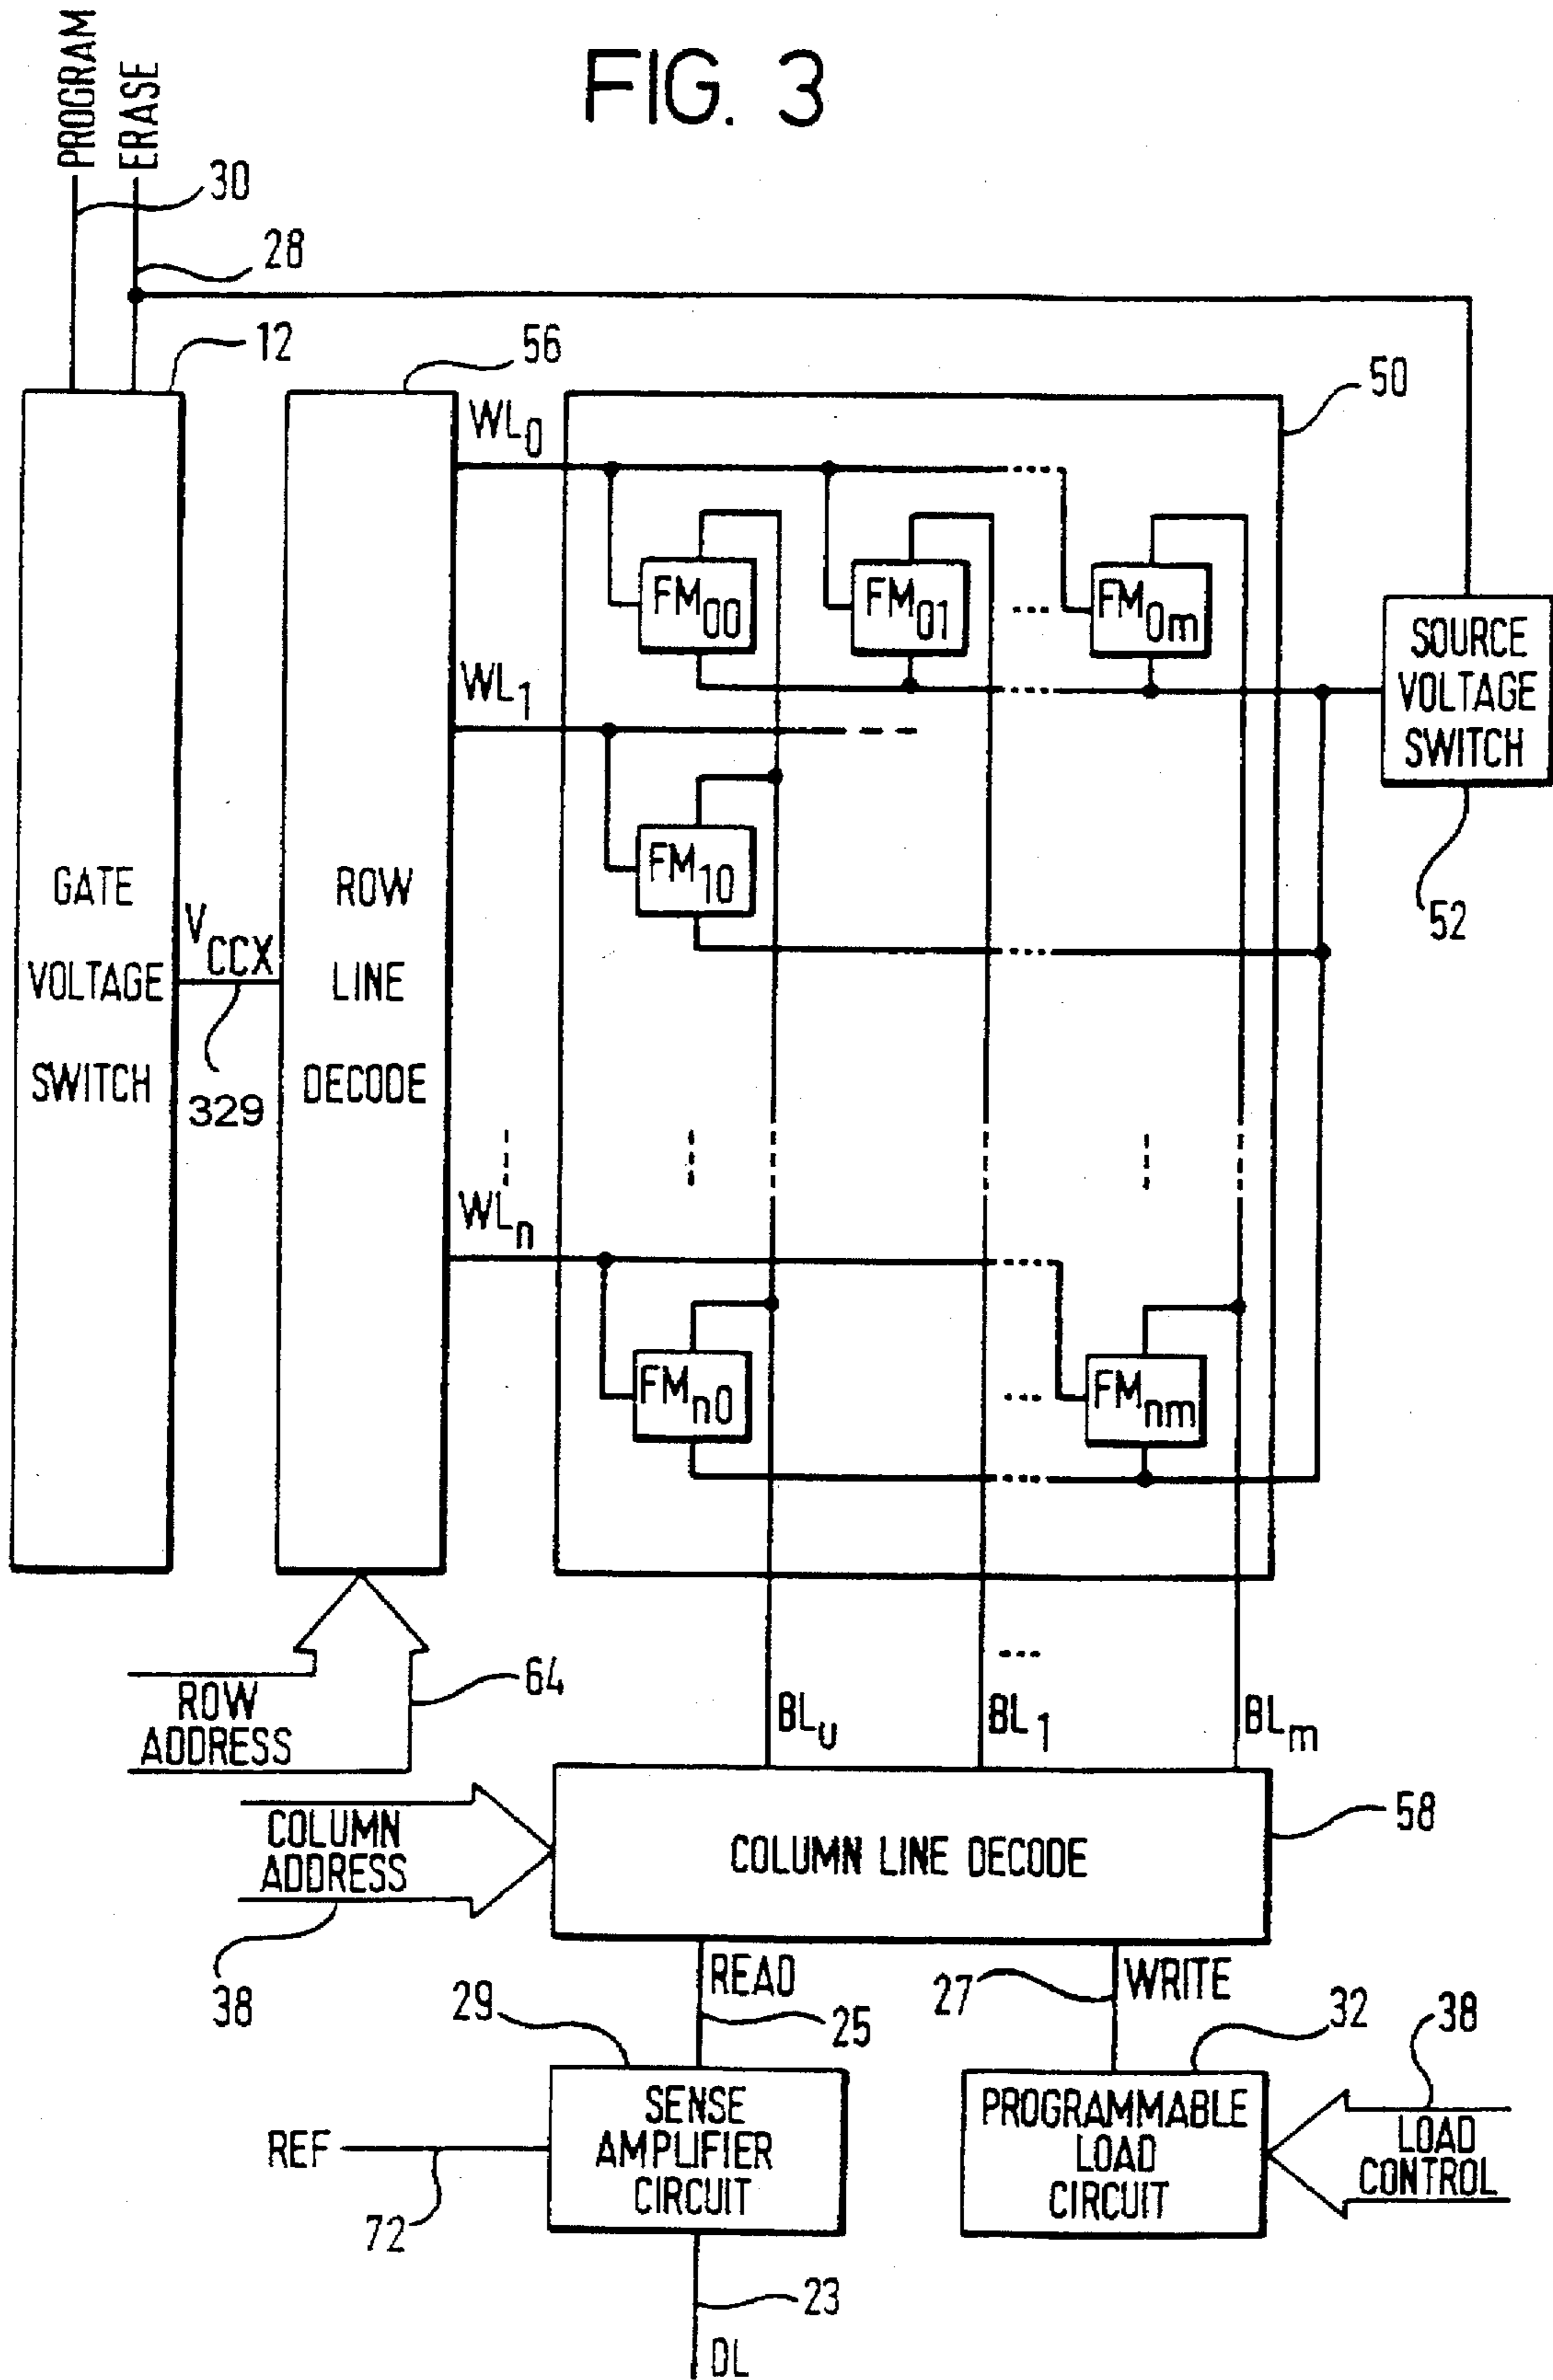 FIG. 3
PROGRAM
ERASE
30
28
12
56
50
WL0
FM00
FM01
...
FM0m
SOURCE
VOLTAGE
SWITCH
52
WL1
FM10
GATE
VOLTAGE
SWITCH
VCCX
329
ROW
LINE
DECODE
WLn
FMn0
...
FMnm
ROW
ADDRESS
64
BLU
BL1
...
BLm
COLUMN
ADDRESS
38
COLUMN LINE DECODE
58
READ
25
WRITE
27
29
SENSE
AMPLIFIER
CIRCUIT
REF
72
23
DL
32
PROGRAMMABLE
LOAD
CIRCUIT
38
LOAD
CONTROL